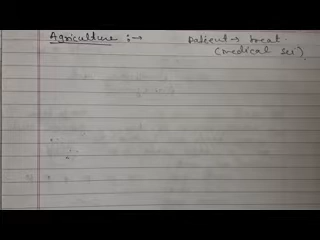 Agriculture :→ Patient → treat.
(medical sci).